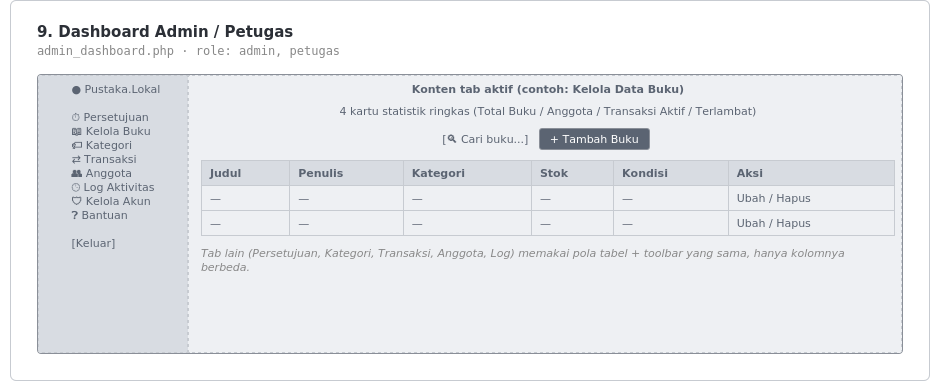 9. Dashboard Admin / Petugas
admin_dashboard.php · role: admin, petugas
● Pustaka.Local
⏱ Persetujuan
📖 Kelola Buku
🏷 Kategori
⇄ Transaksi
👥 Anggota
🕐 Log Aktivitas
🛡 Kelola Akun
? Bantuan
[Keluar]
Konten tab aktif (contoh: Kelola Data Buku)
4 kartu statistik ringkas (Total Buku / Anggota / Transaksi Aktif / Terlambat)
[🔍 Cari buku...] + Tambah Buku
Judul Penulis Kategori Stok Kondisi Aksi
— — — — — Ubah / Hapus
— — — — — Ubah / Hapus
Tab lain (Persetujuan, Kategori, Transaksi, Anggota, Log) memakai pola tabel + toolbar yang sama, hanya kolomnya
berbeda.